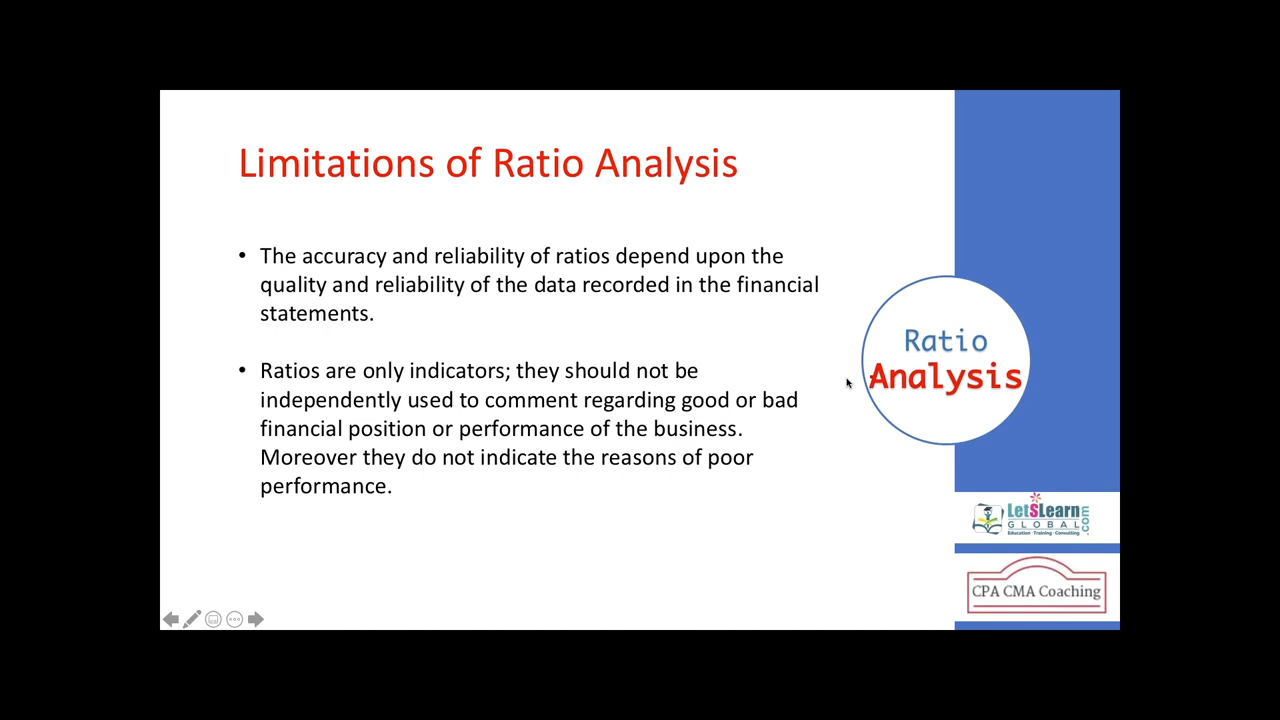 Limitations of Ratio Analysis
• The accuracy and reliability of ratios depend upon the
quality and reliability of the data recorded in the financial
statements.
• Ratios are only indicators; they should not be
independently used to comment regarding good or bad
financial position or performance of the business.
Moreover they do not indicate the reasons of poor
performance.
Ratio
Analysis
LetSLearn
GLOBAL
.com
Education · Training · Consulting
CPA CMA Coaching